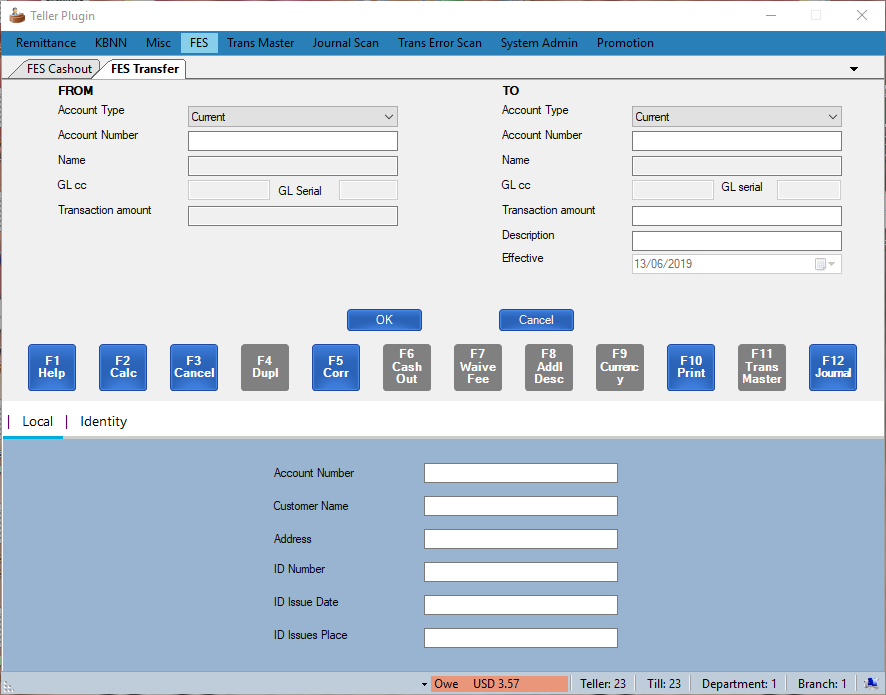 Teller Plugin
Remittance KBNN Misc FES Trans Master Journal Scan Trans Error Scan System Admin Promotion
FES Cashout FES Transfer
FROM TO
Account Type Current Account Type Current
Account Number Account Number
Name Name
GL cc GL Serial GL cc GL serial
Transaction amount Transaction amount
Description
Effective 13/06/2019
OK Cancel
F1 Help
F2 Calc
F3 Cancel
F4 Dupl
F5 Corr
F6 Cash Out
F7 Waive Fee
F8 Addl Desc
F9 Currency
F10 Print
F11 Trans Master
F12 Journal
Local Identity
Account Number
Customer Name
Address
ID Number
ID Issue Date
ID Issues Place
Owe USD 3.57 Teller: 23 Till: 23 Department: 1 Branch: 1